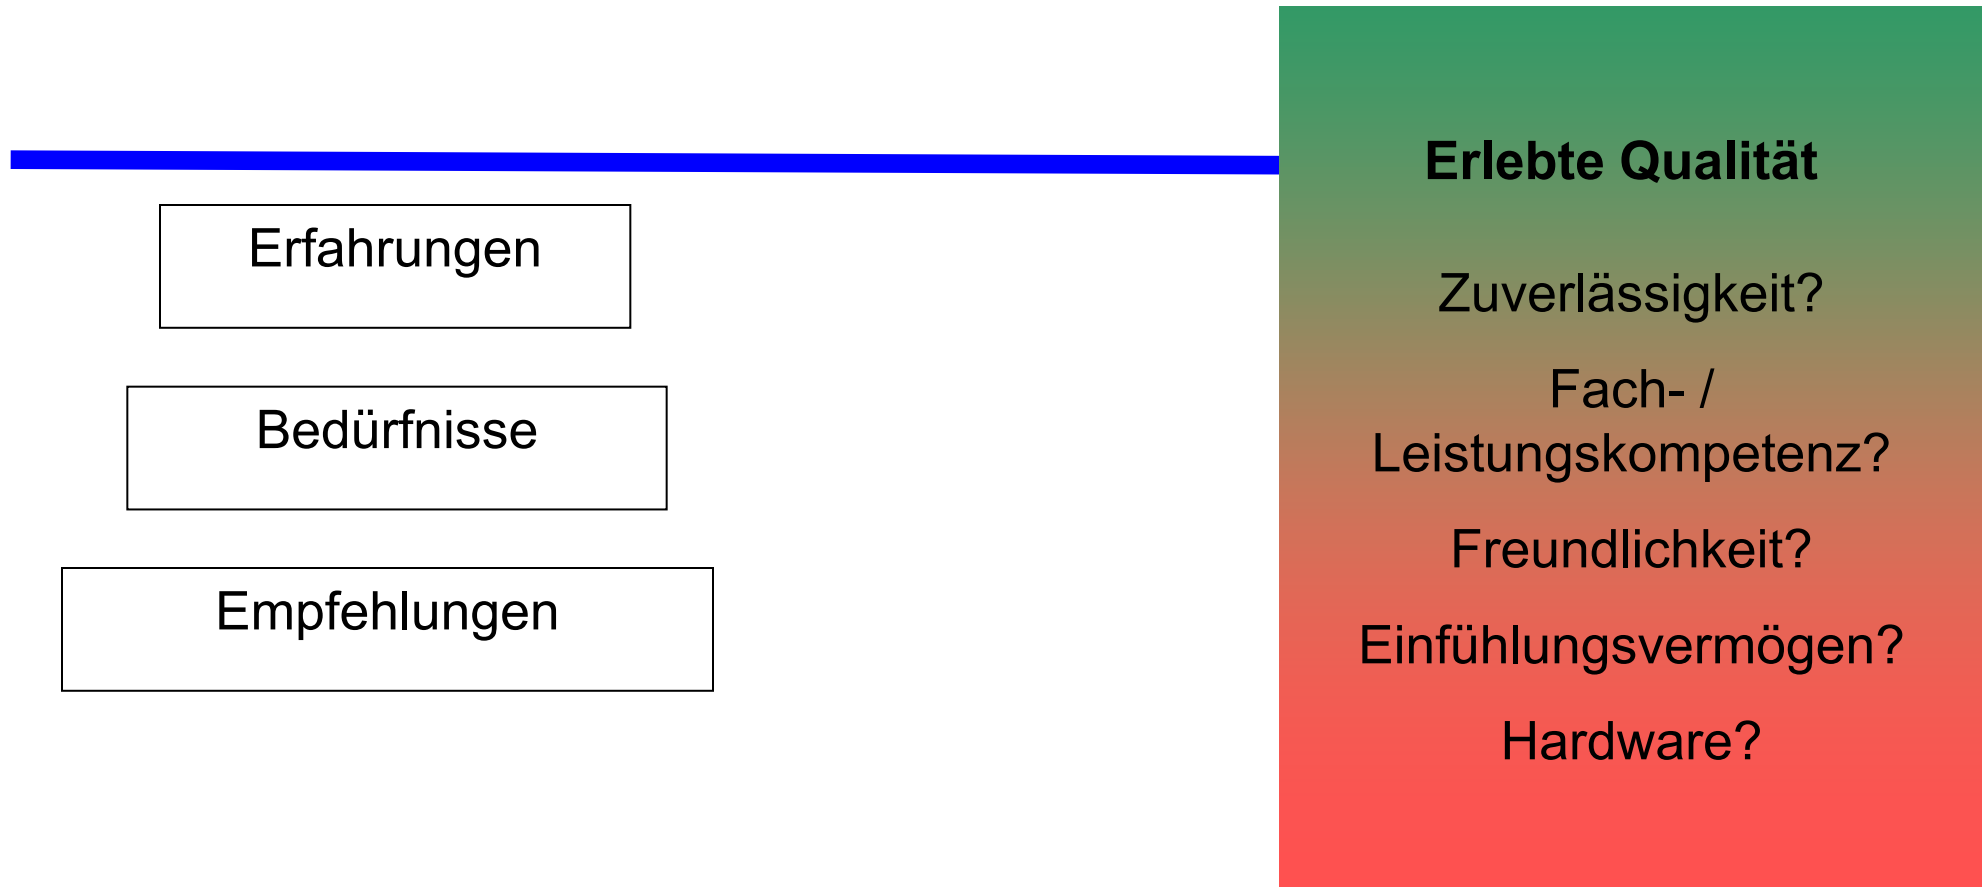 Erfahrungen
Bedürfnisse
Empfehlungen
Erlebte Qualität
Zuverlässigkeit?
Fach- /
Leistungskompetenz?
Freundlichkeit?
Einfühlungsvermögen?
Hardware?